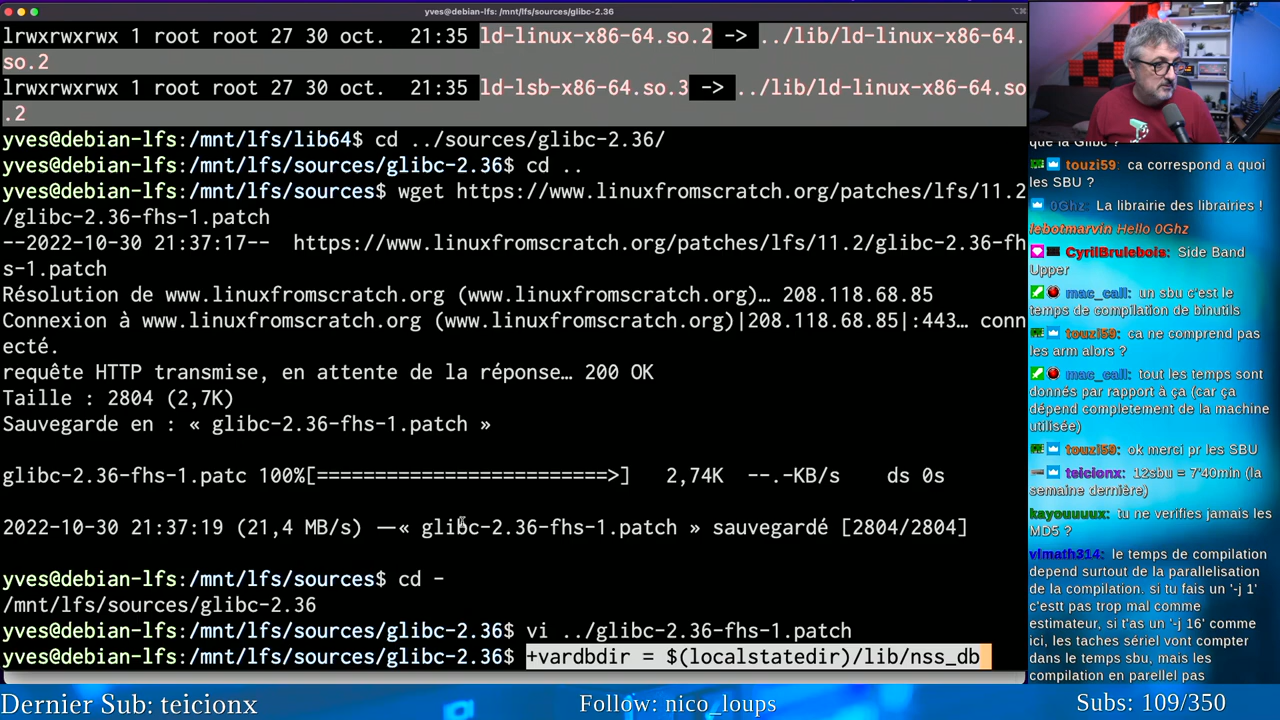 yves@debian-lfs: /mnt/lfs/sources/glibc-2.36
lrwxrwxrwx 1 root root 27 30 oct.  21:35 ld-linux-x86-64.so.2 -> ../lib/ld-linux-x86-64.
so.2
lrwxrwxrwx 1 root root 27 30 oct.  21:35 ld-lsb-x86-64.so.3 -> ../lib/ld-linux-x86-64.so
.2
yves@debian-lfs:/mnt/lfs/lib64$ cd ../sources/glibc-2.36/
yves@debian-lfs:/mnt/lfs/sources/glibc-2.36$ cd ..
yves@debian-lfs:/mnt/lfs/sources$ wget https://www.linuxfromscratch.org/patches/lfs/11.2
/glibc-2.36-fhs-1.patch
--2022-10-30 21:37:17--  https://www.linuxfromscratch.org/patches/lfs/11.2/glibc-2.36-fh
s-1.patch
Résolution de www.linuxfromscratch.org (www.linuxfromscratch.org)… 208.118.68.85
Connexion à www.linuxfromscratch.org (www.linuxfromscratch.org)|208.118.68.85|:443… conn
ecté.
requête HTTP transmise, en attente de la réponse… 200 OK
Taille : 2804 (2,7K)
Sauvegarde en : « glibc-2.36-fhs-1.patch »
glibc-2.36-fhs-1.patc 100%[========================>]   2,74K  --.-KB/s    ds 0s
2022-10-30 21:37:19 (21,4 MB/s) —« glibc-2.36-fhs-1.patch » sauvegardé [2804/2804]
yves@debian-lfs:/mnt/lfs/sources$ cd -
/mnt/lfs/sources/glibc-2.36
yves@debian-lfs:/mnt/lfs/sources/glibc-2.36$ vi ../glibc-2.36-fhs-1.patch
yves@debian-lfs:/mnt/lfs/sources/glibc-2.36$ +vardbdir = $(localstatedir)/lib/nss_db
que la Glibc ?
touzi59: ca correspond a quoi
les SBU ?
0Ghz: La librairie des librairies !
lebotmarvin Hello 0Ghz
CyrilBrulebois: Side Band
Upper
mac_call: un sbu c'est le
temps de compilation de binutils
touzi59: ca ne comprend pas
les arm alors ?
mac_call: tout les temps sont
donnés par rapport à ça (car ça
dépend completement de la machine
utilisée)
touzi59: ok merci pr les SBU
teicionx: 12sbu = 7'40min (la
semaine dernière)
kayouuuux: tu ne verifies jamais les
MD5 ?
vimath314: le temps de compilation
depend surtout de la parallelisation
de la compilation. si tu fais un '-j 1'
c'estt pas trop mal comme
estimateur, si t'as un '-j 16' comme
ici, les taches sériel vont compter
dans le temps sbu, mais les
compilation en parellel pas
Dernier Sub: teicionx
Follow: nico_loups
Subs: 109/350